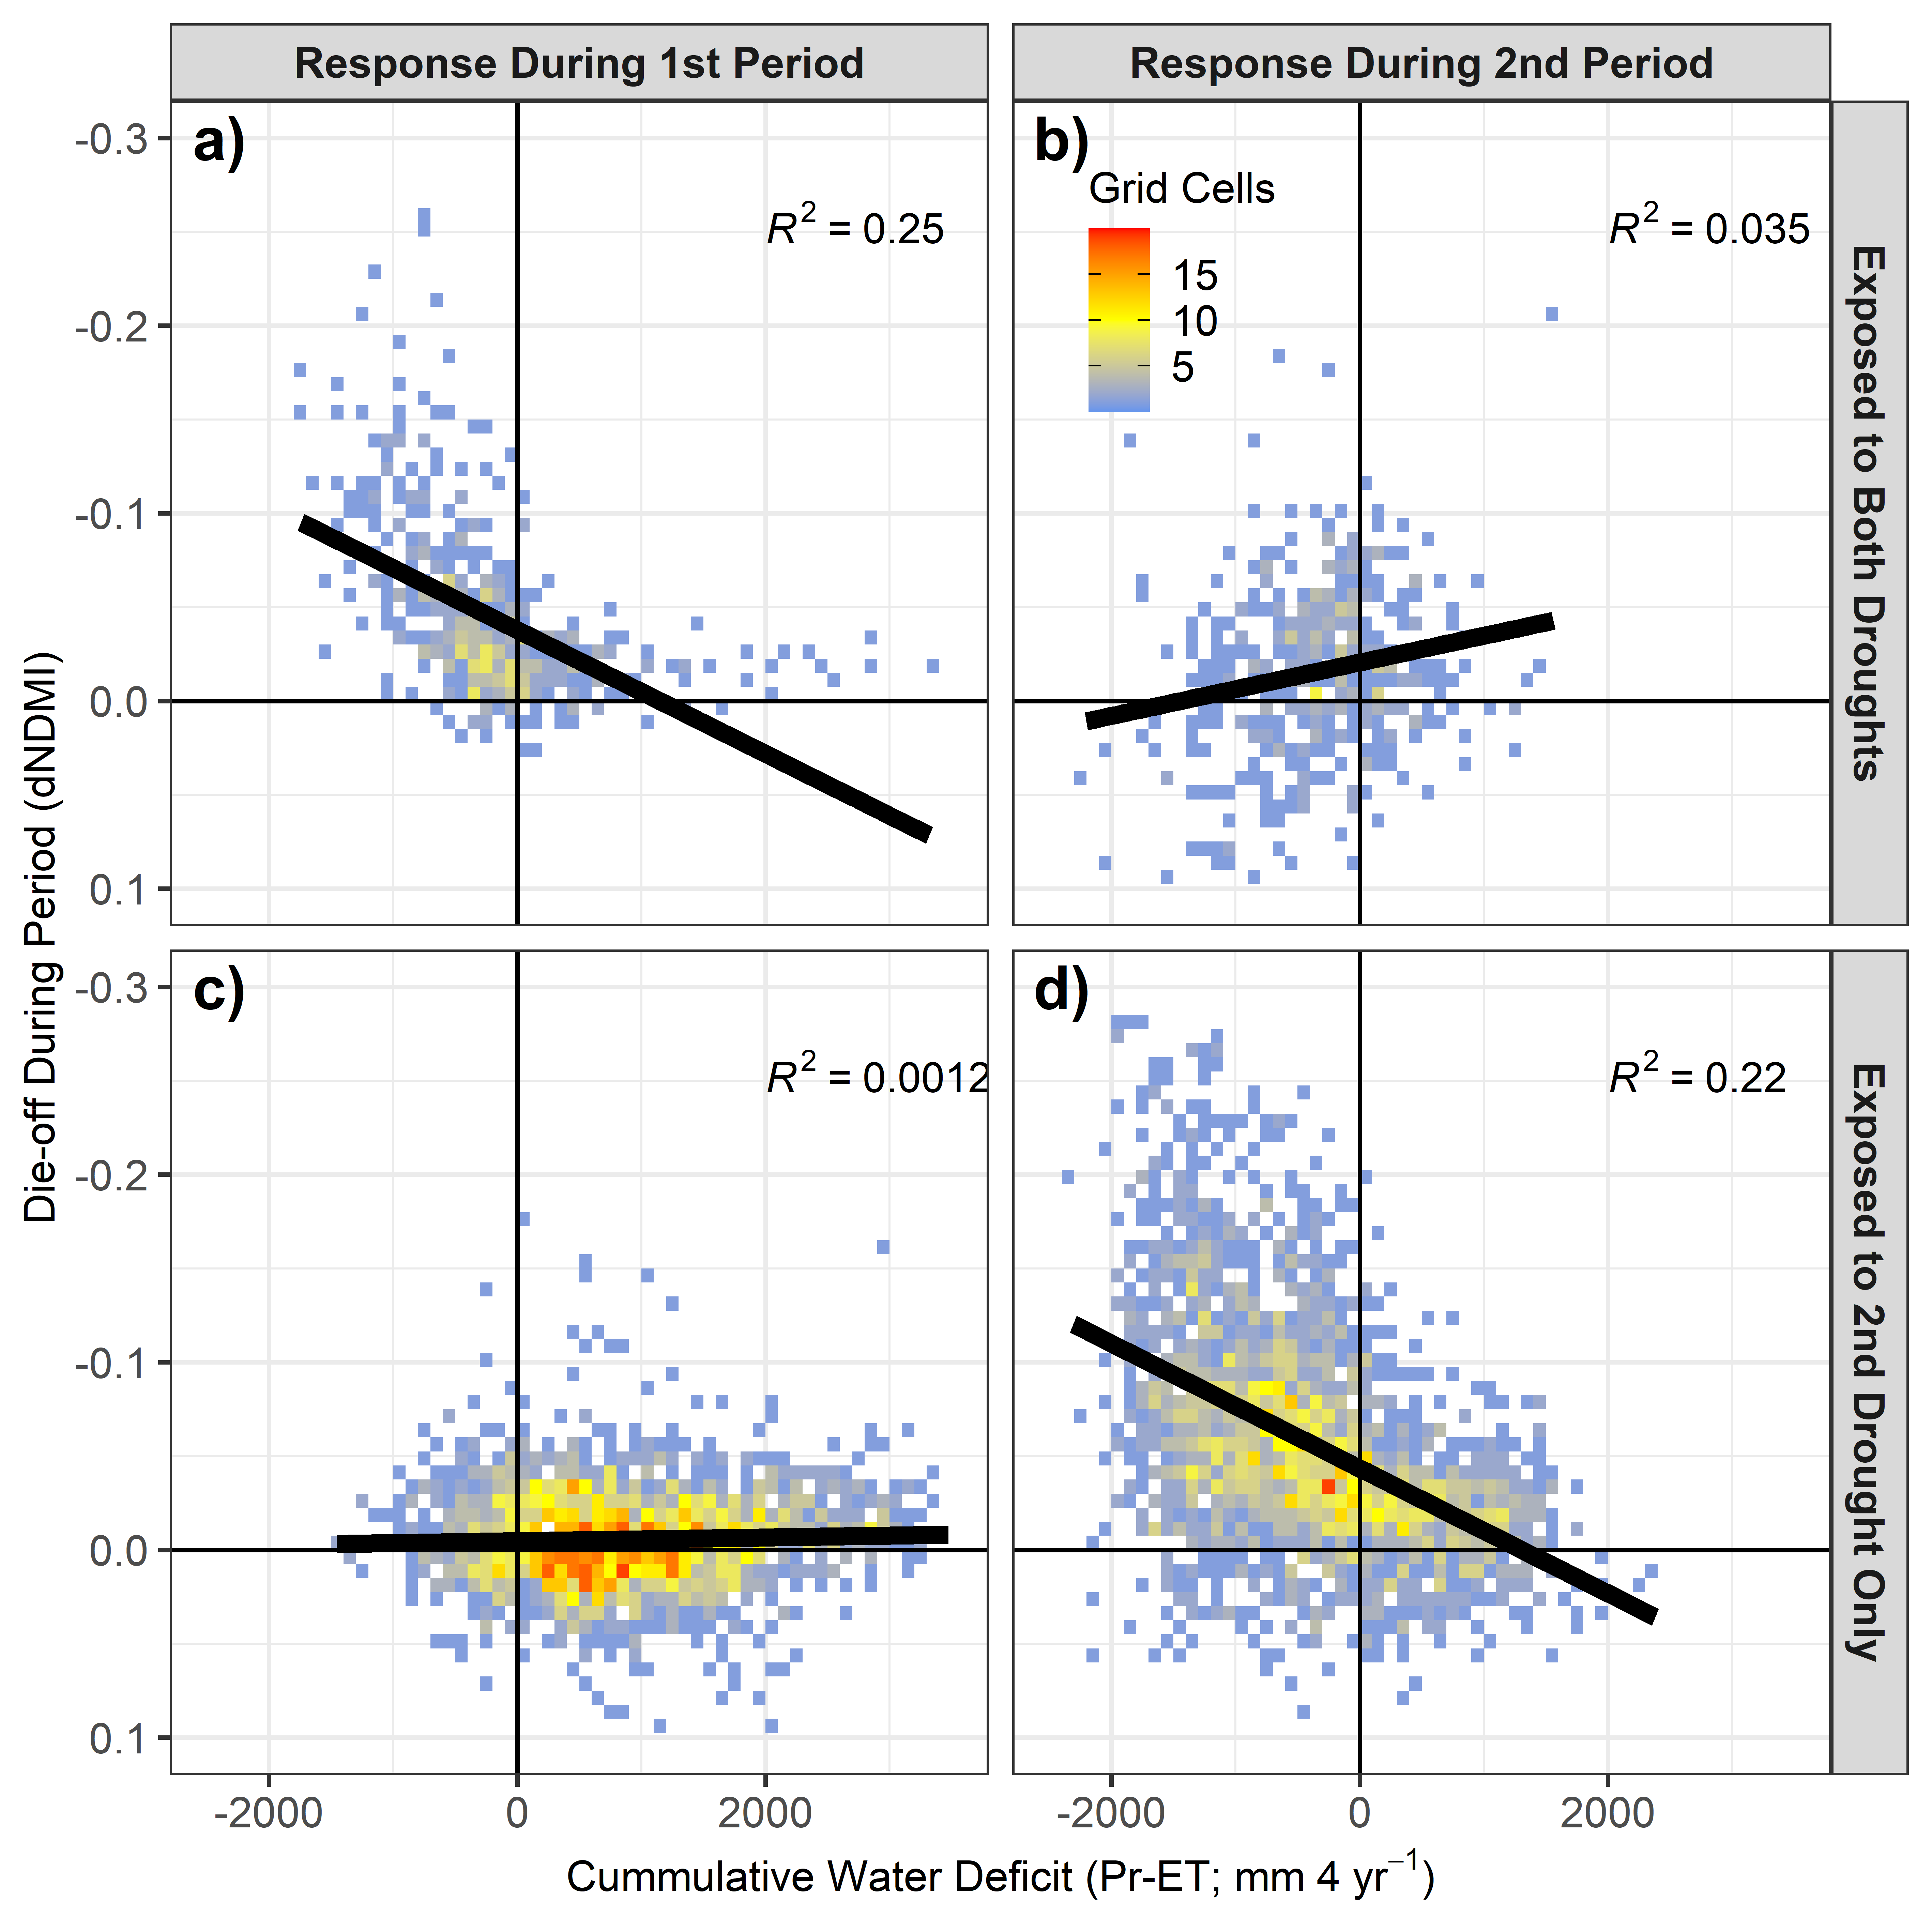 Response During 1st Period
Response During 2nd Period
a)
R² = 0.25
b)
Grid Cells
15
10
5
R² = 0.035
Exposed to Both Droughts
-0.3
-0.2
-0.1
0.0
0.1
Die-off During Period (dNDMI)
c)
R² = 0.0012
d)
R² = 0.22
Exposed to 2nd Drought Only
-0.3
-0.2
-0.1
0.0
0.1
-2000
0
2000
-2000
0
2000
Cummulative Water Deficit (Pr-ET; mm 4 yr⁻¹)